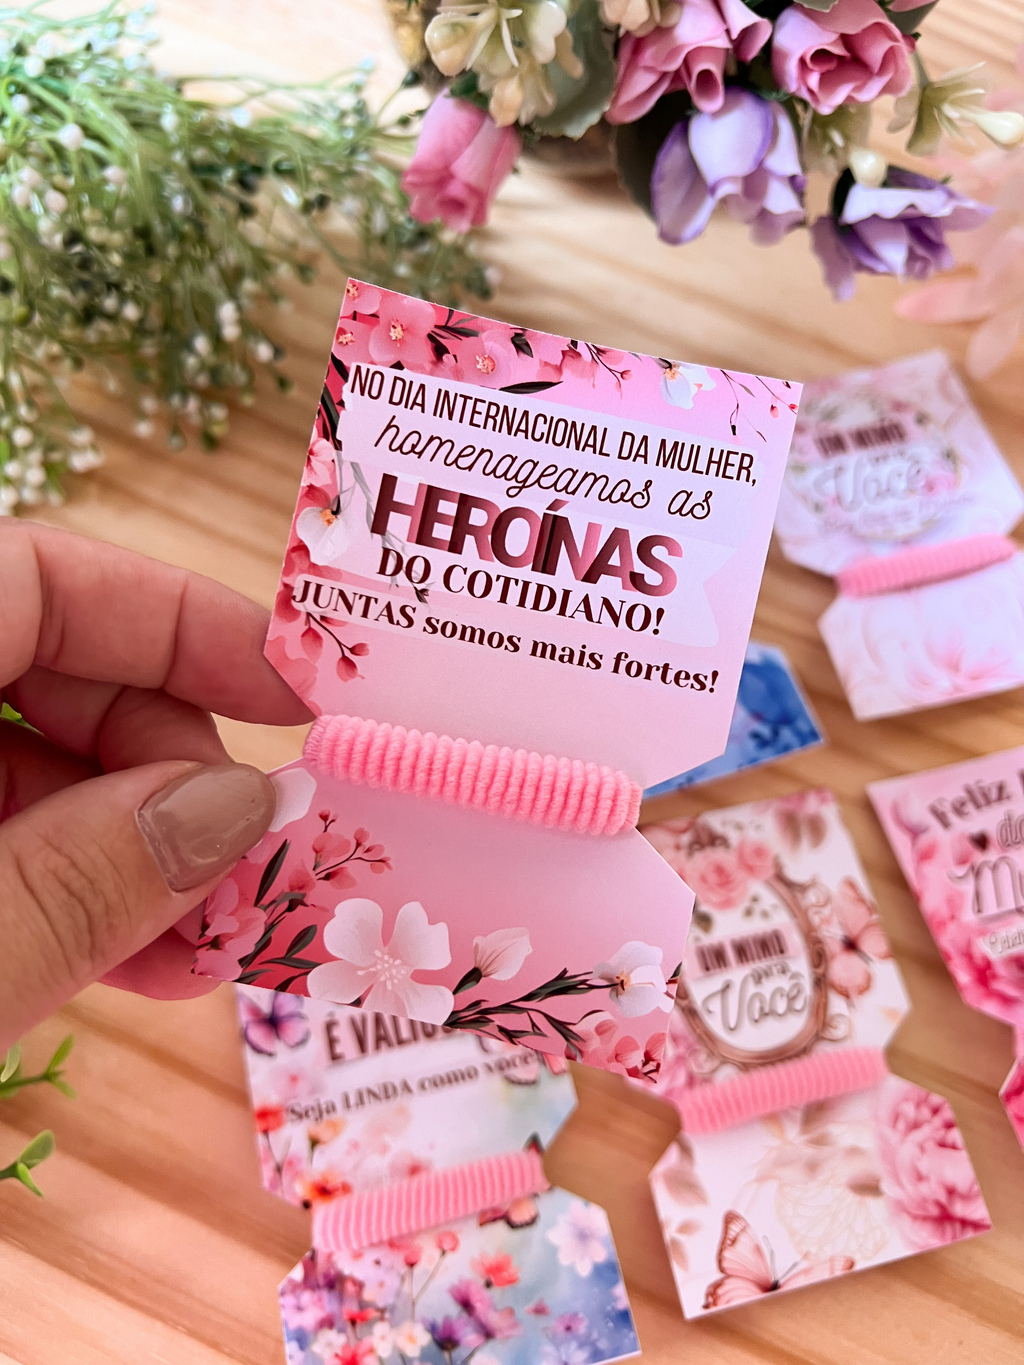 NO DIA INTERNACIONAL DA MULHER,
homenageamos as
HEROÍNAS
DO COTIDIANO!
JUNTAS somos mais fortes!
UM MIMO
para
Você
UM MIMO
para
Você
Feliz
É
Seja LINDA como você